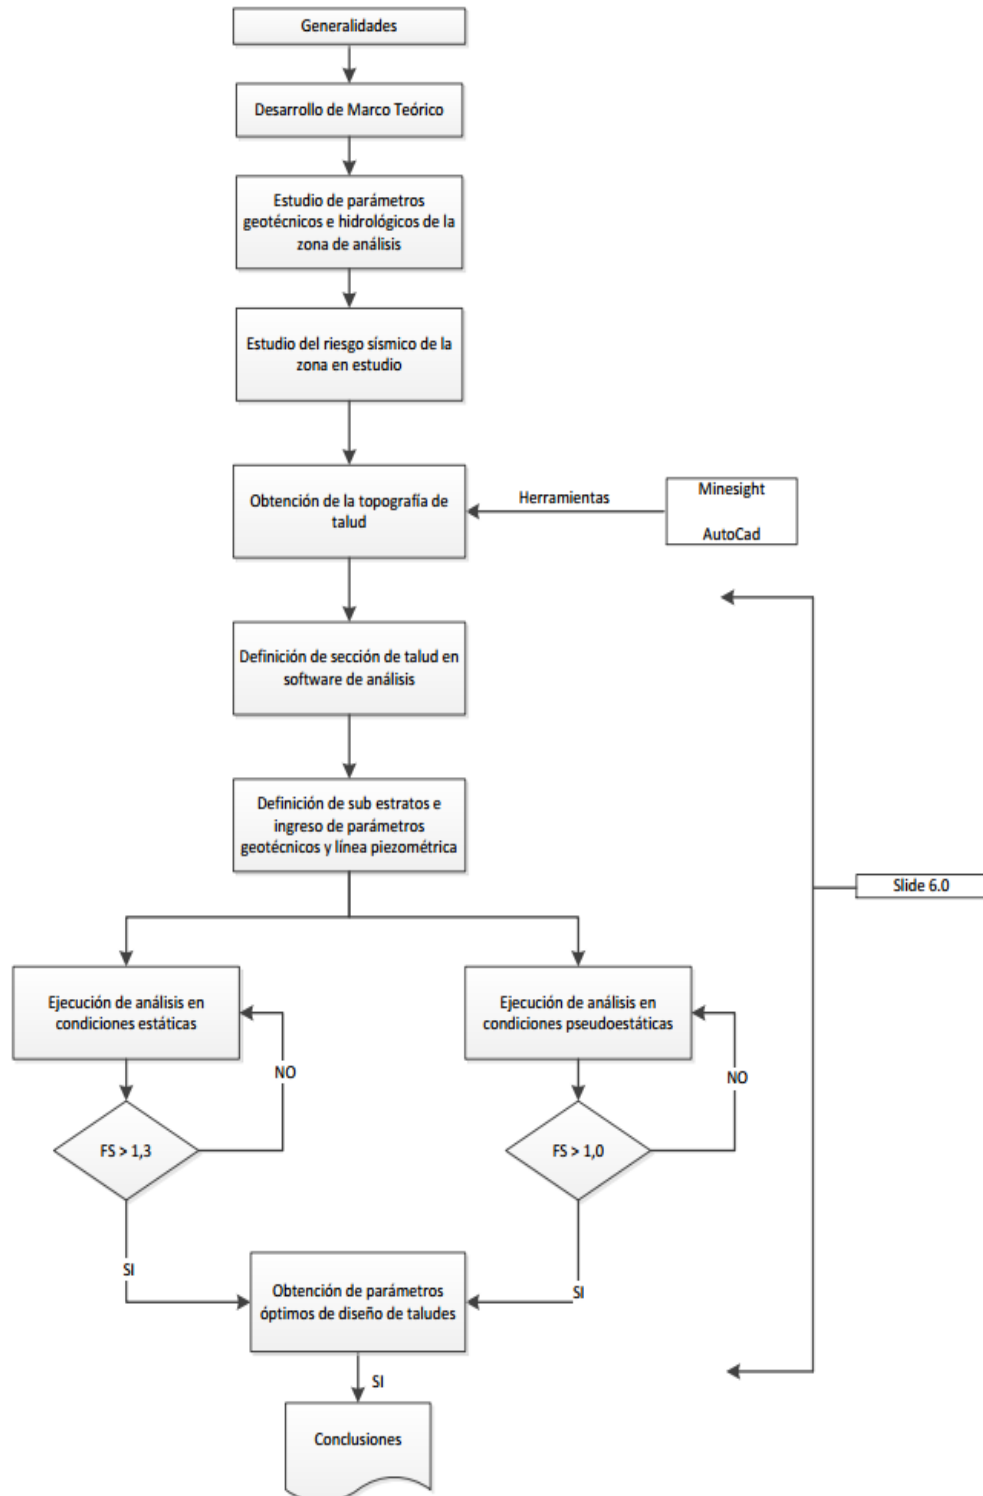 Generalidades
Desarrollo de Marco Teórico
Estudio de parámetros
geotécnicos e hidrológicos de la
zona de análisis
Estudio del riesgo sísmico de la
zona en estudio
Obtención de la topografía de
talud
Herramientas
Minesight
AutoCad
Definición de sección de talud en
software de análisis
Definición de sub estratos e
ingreso de parámetros
geotécnicos y línea piezométrica
Slide 6.0
Ejecución de análisis en
condiciones estáticas
NO
FS > 1,3
SI
Ejecución de análisis en
condiciones pseudoestáticas
NO
FS > 1,0
SI
Obtención de parámetros
óptimos de diseño de taludes
SI
Conclusiones